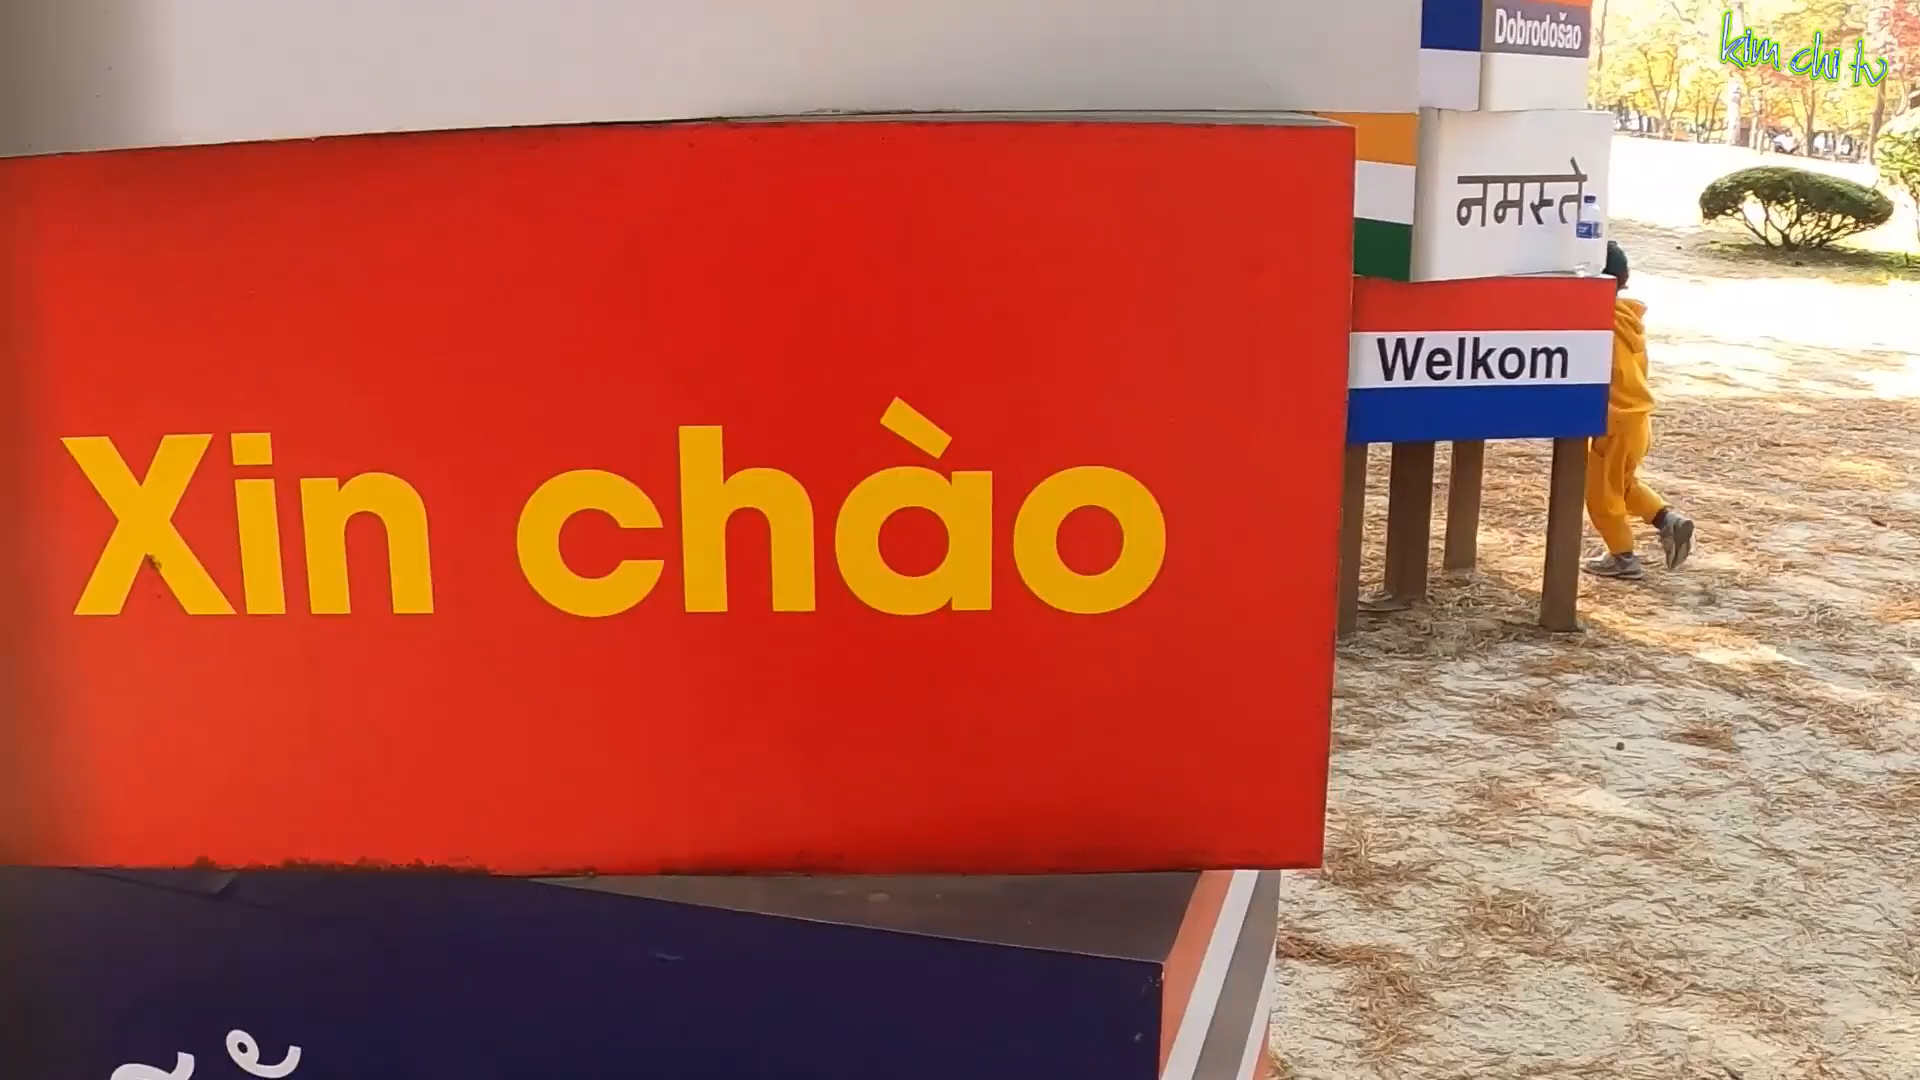 Dobrodošao
kim chi tv
नमस्ते
Welkom
Xin chào